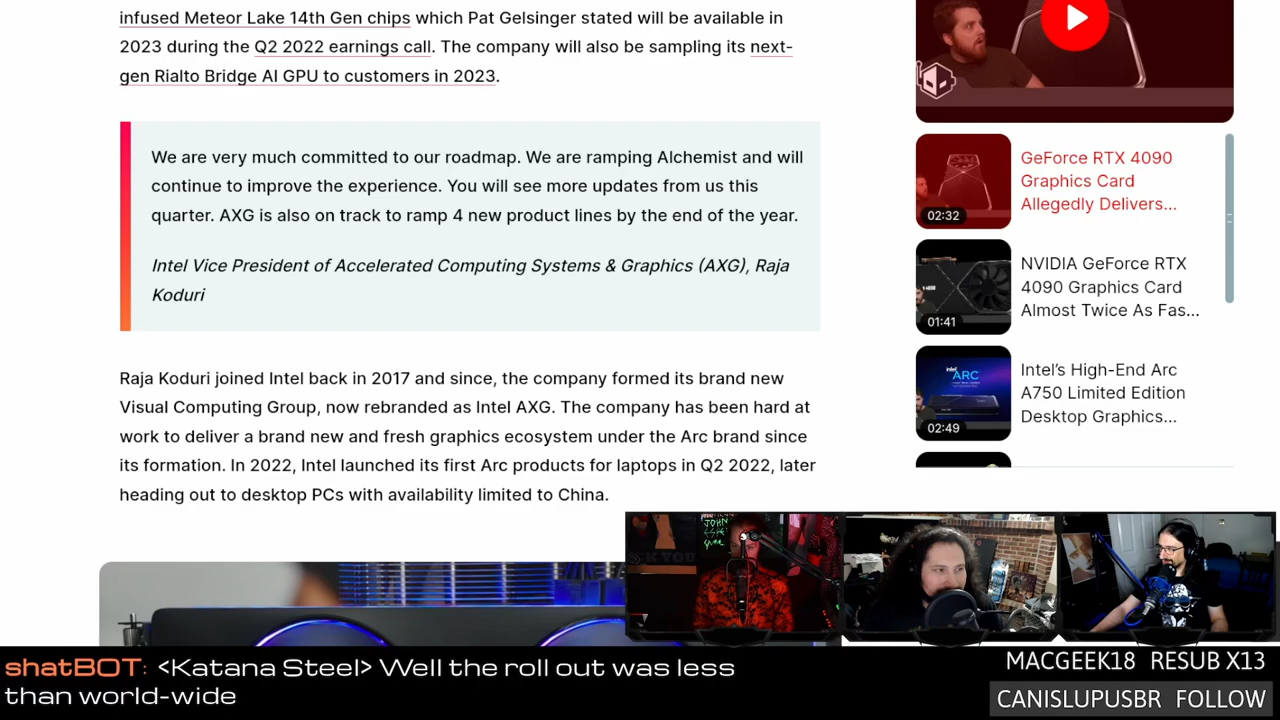 infused Meteor Lake 14th Gen chips which Pat Gelsinger stated will be available in
2023 during the Q2 2022 earnings call. The company will also be sampling its next-
gen Rialto Bridge AI GPU to customers in 2023.
We are very much committed to our roadmap. We are ramping Alchemist and will
continue to improve the experience. You will see more updates from us this
quarter. AXG is also on track to ramp 4 new product lines by the end of the year.
Intel Vice President of Accelerated Computing Systems & Graphics (AXG), Raja
Koduri
Raja Koduri joined Intel back in 2017 and since, the company formed its brand new
Visual Computing Group, now rebranded as Intel AXG. The company has been hard at
work to deliver a brand new and fresh graphics ecosystem under the Arc brand since
its formation. In 2022, Intel launched its first Arc products for laptops in Q2 2022, later
heading out to desktop PCs with availability limited to China.
GeForce RTX 4090
Graphics Card
Allegedly Delivers...
02:32
NVIDIA GeForce RTX
4090 Graphics Card
Almost Twice As Fas...
01:41
Intel's High-End Arc
A750 Limited Edition
Desktop Graphics...
intel
ARC
02:49
JOHN
shatBOT: <Katana Steel> Well the roll out was less
than world-wide
MACGEEK18 RESUB X13
CANISLUPUSBR FOLLOW